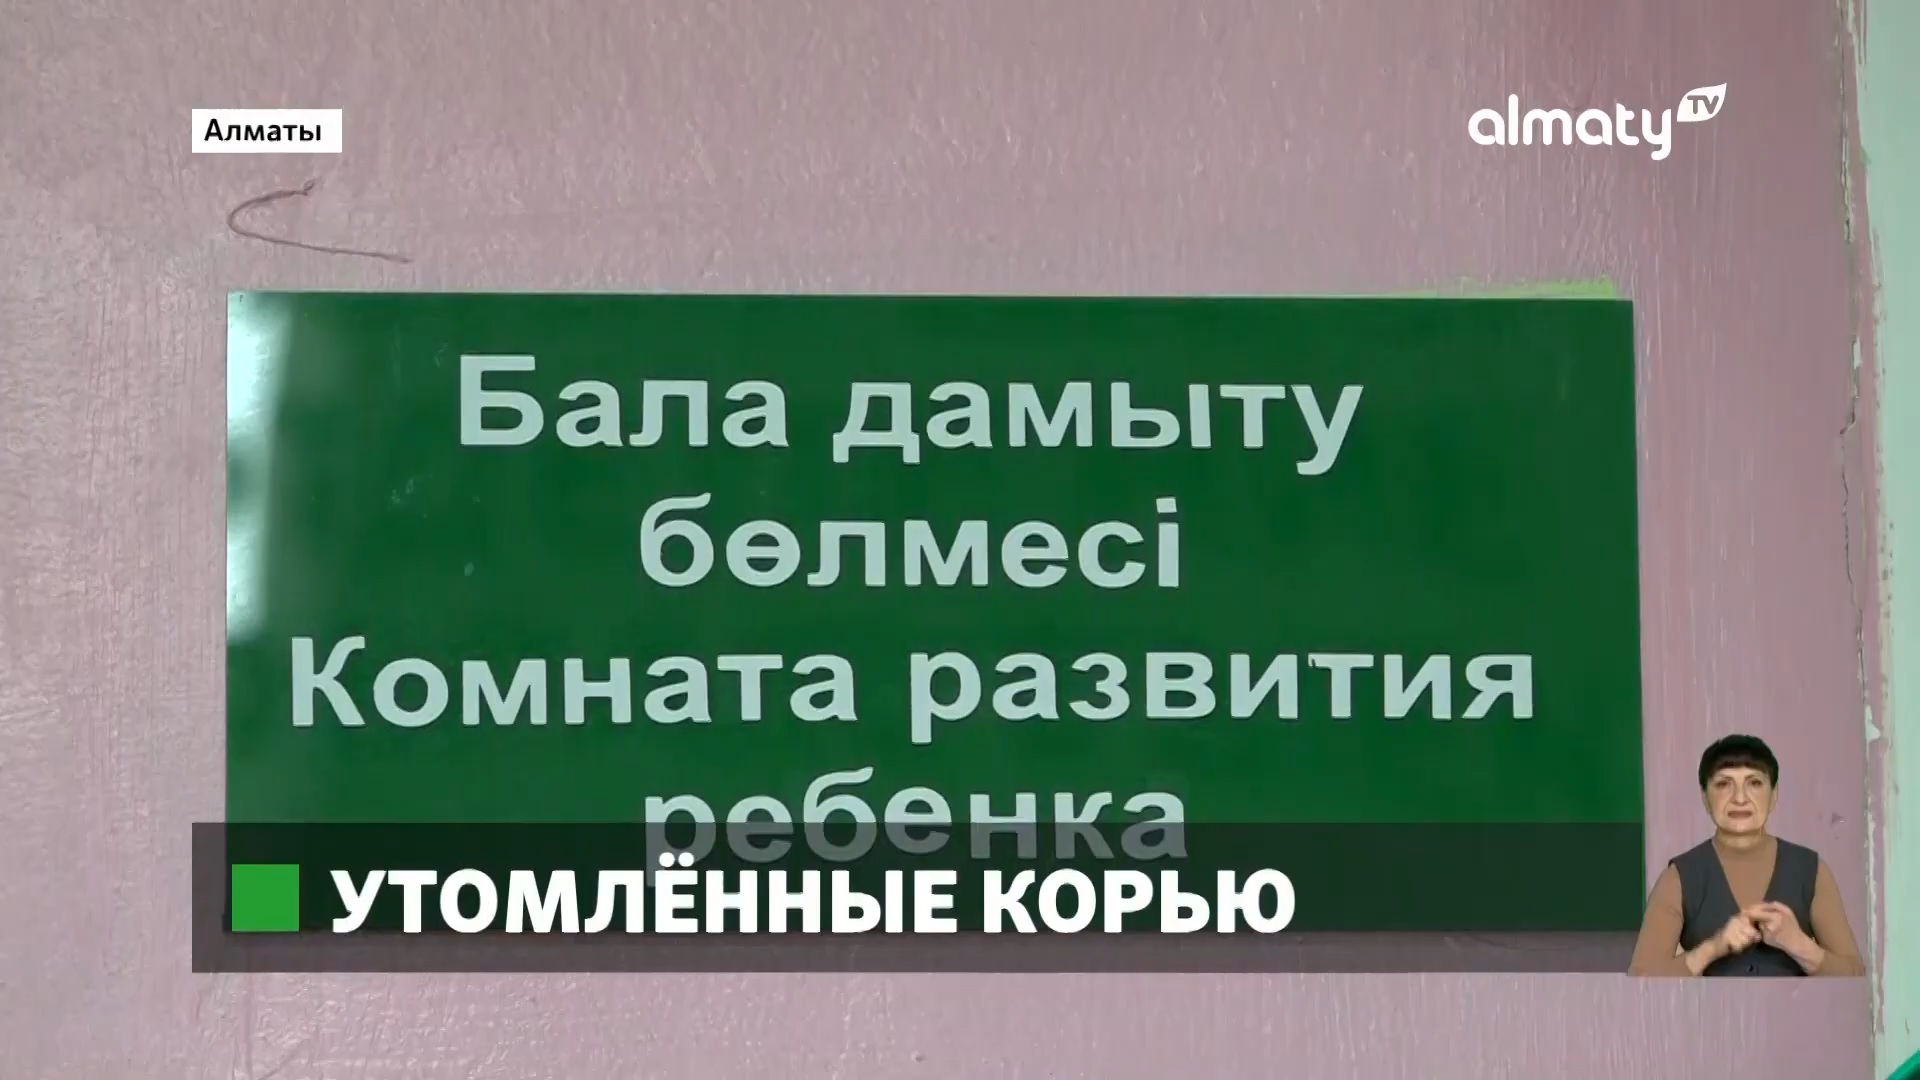 Алматы
almaty TV
Бала дамыту
бөлмесі
Комната развития
ребенка
УТОМЛЁННЫЕ КОРЬЮ